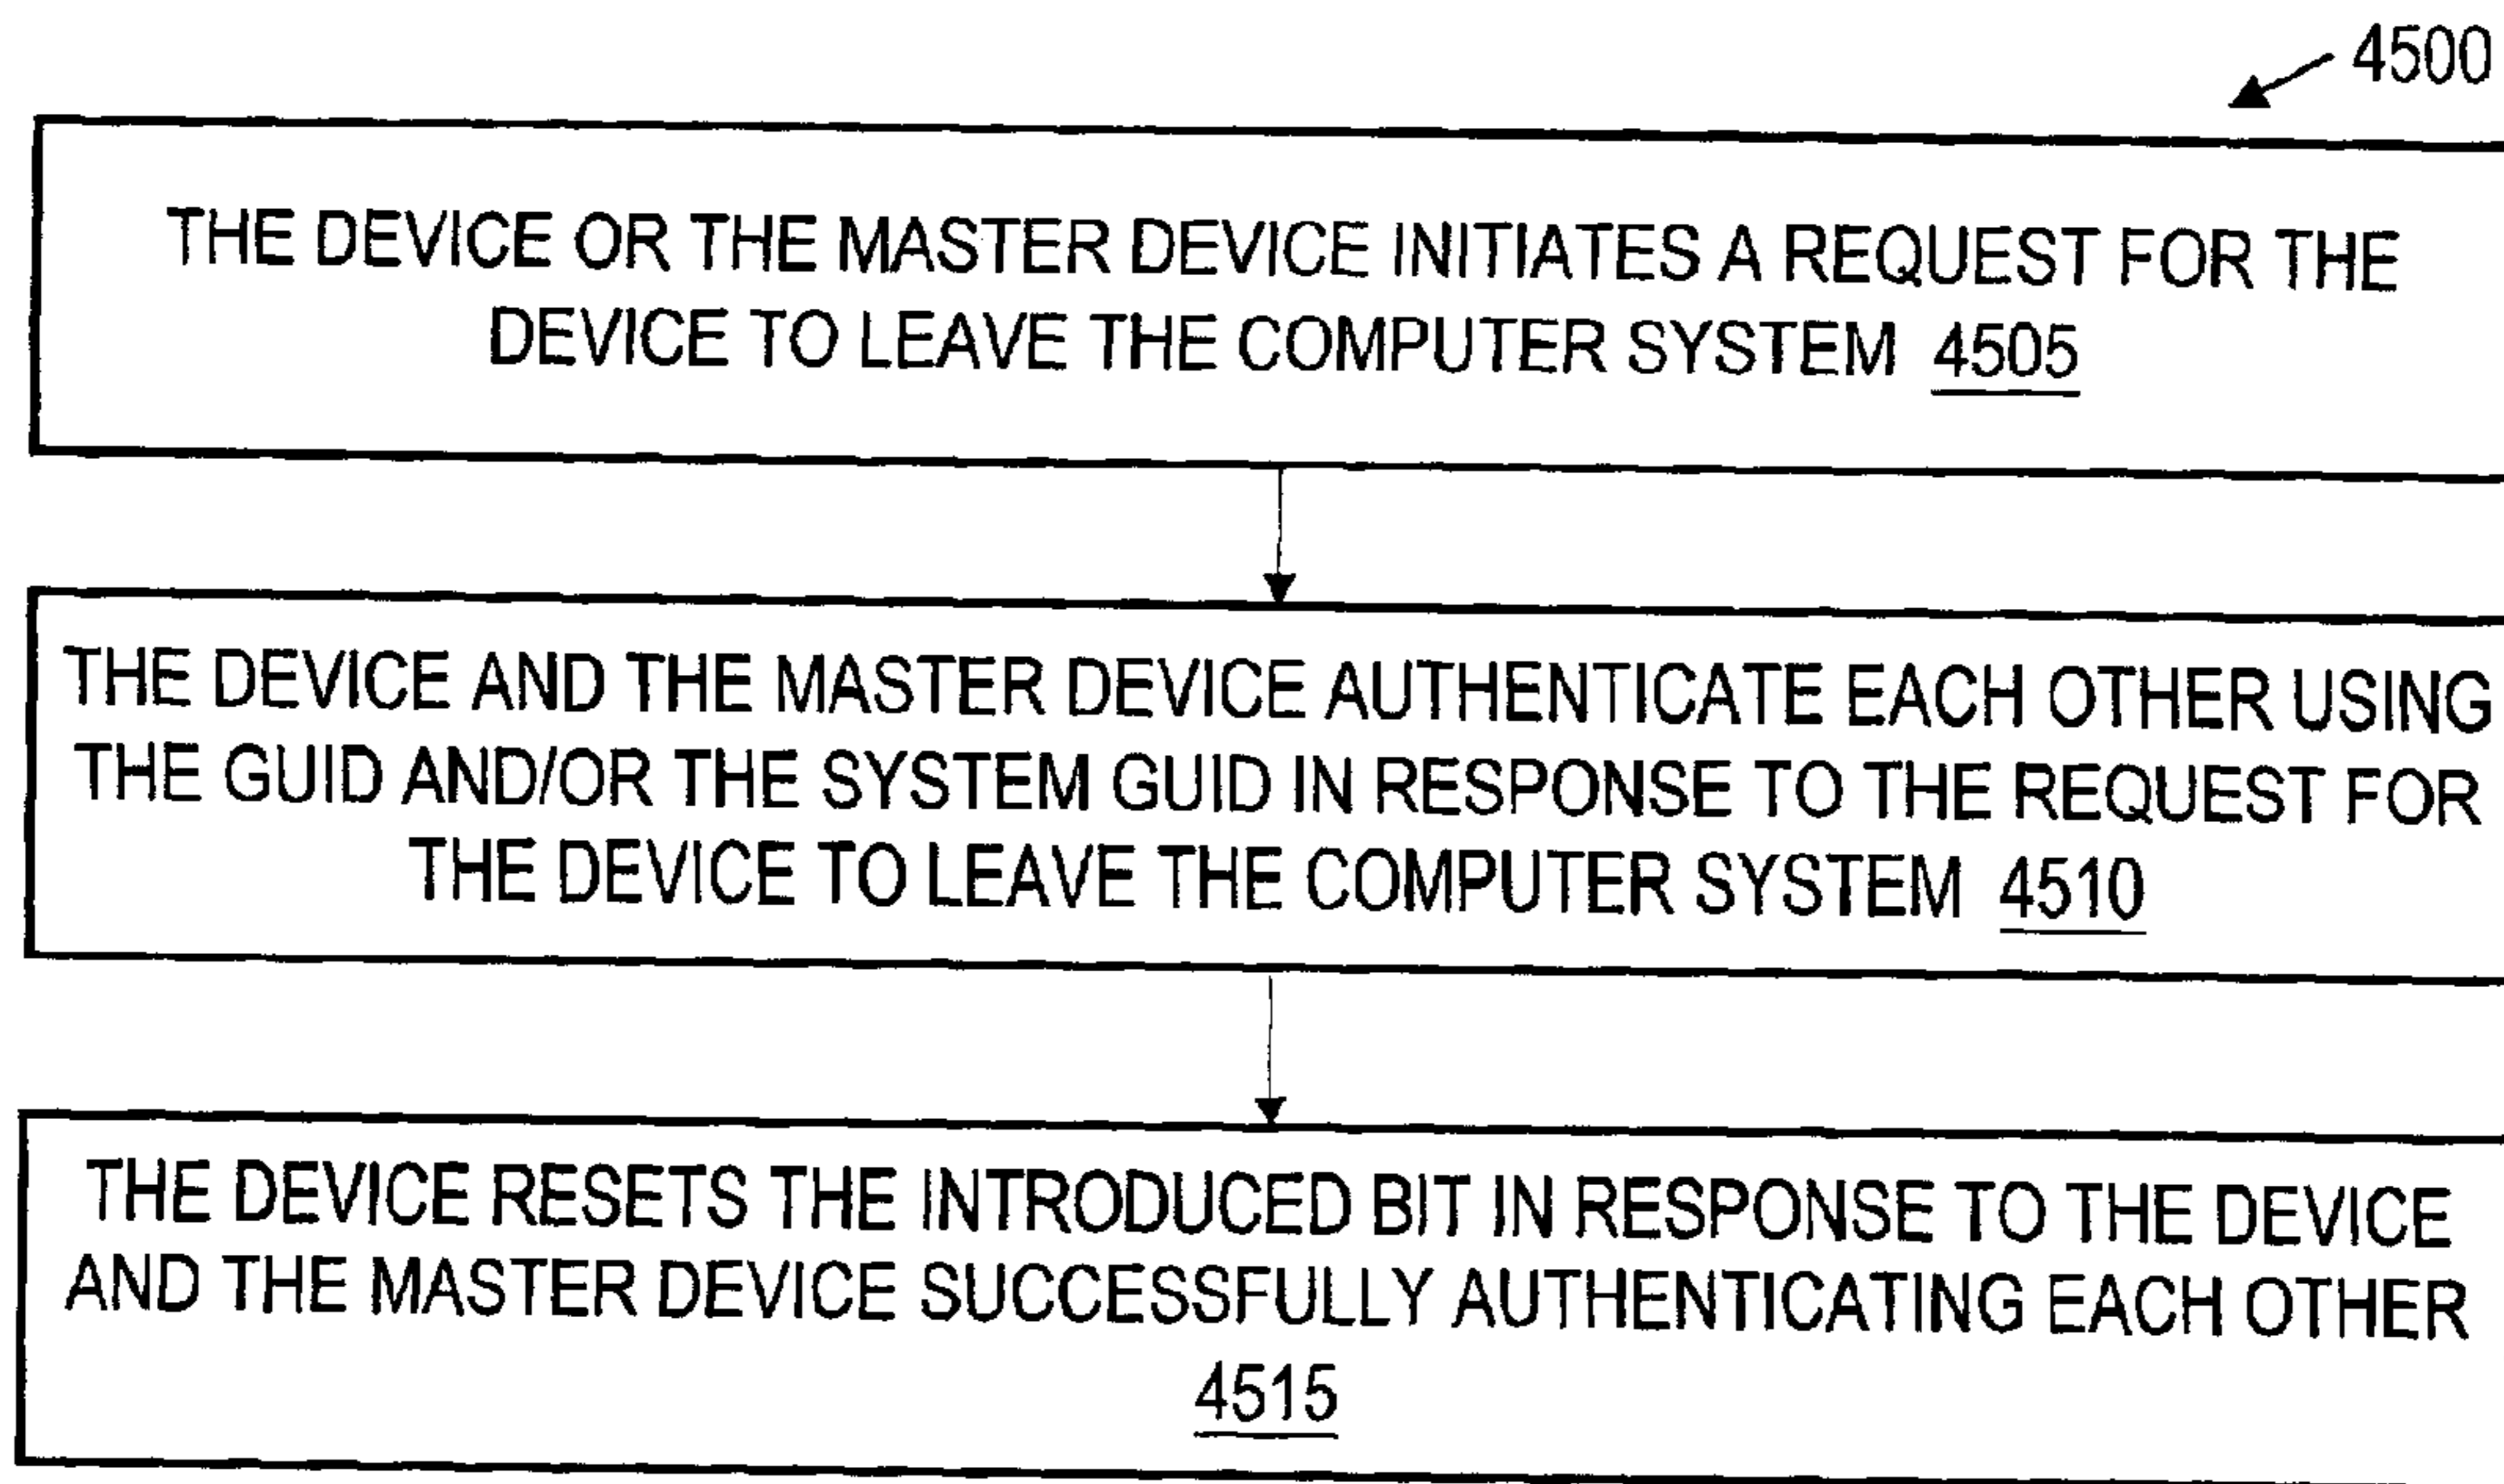 4500
THE DEVICE OR THE MASTER DEVICE INITIATES A REQUEST FOR THE
DEVICE TO LEAVE THE COMPUTER SYSTEM 4505
THE DEVICE AND THE MASTER DEVICE AUTHENTICATE EACH OTHER USING
THE GUID AND/OR THE SYSTEM GUID IN RESPONSE TO THE REQUEST FOR
THE DEVICE TO LEAVE THE COMPUTER SYSTEM 4510
THE DEVICE RESETS THE INTRODUCED BIT IN RESPONSE TO THE DEVICE
AND THE MASTER DEVICE SUCCESSFULLY AUTHENTICATING EACH OTHER
4515